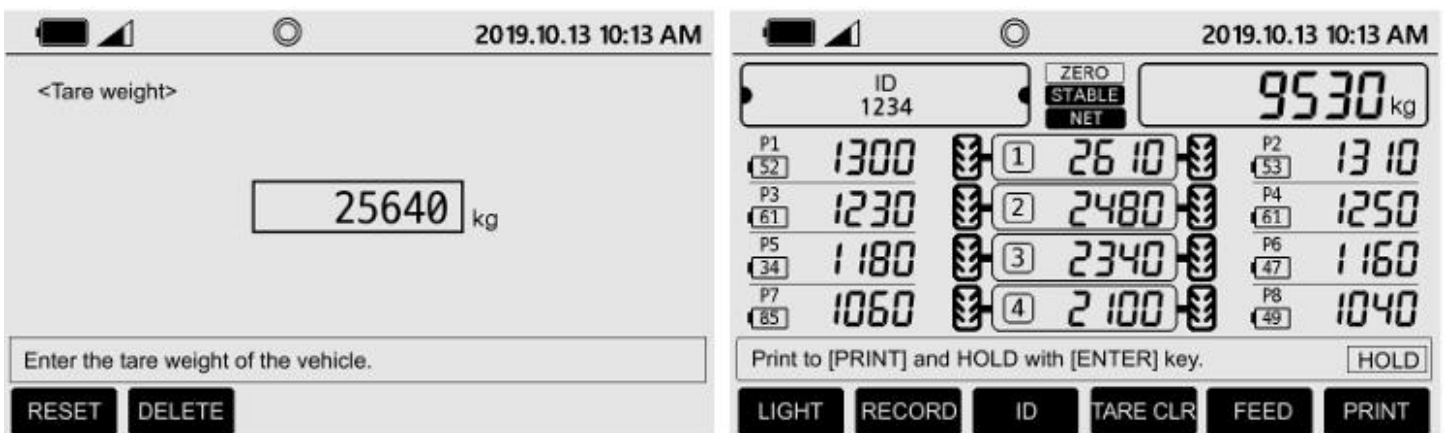 2019.10.13 10:13 AM
<Tare weight>
25640 kg
Enter the tare weight of the vehicle.
RESET DELETE
2019.10.13 10:13 AM
ID
1234
ZERO
STABLE
NET
9530 kg
P1 52 1300 1 2610 P2 53 1310
P3 61 1230 2 2480 P4 61 1250
P5 34 1180 3 2340 P6 47 1160
P7 85 1060 4 2100 P8 49 1040
Print to [PRINT] and HOLD with [ENTER] key. HOLD
LIGHT RECORD ID TARE CLR FEED PRINT